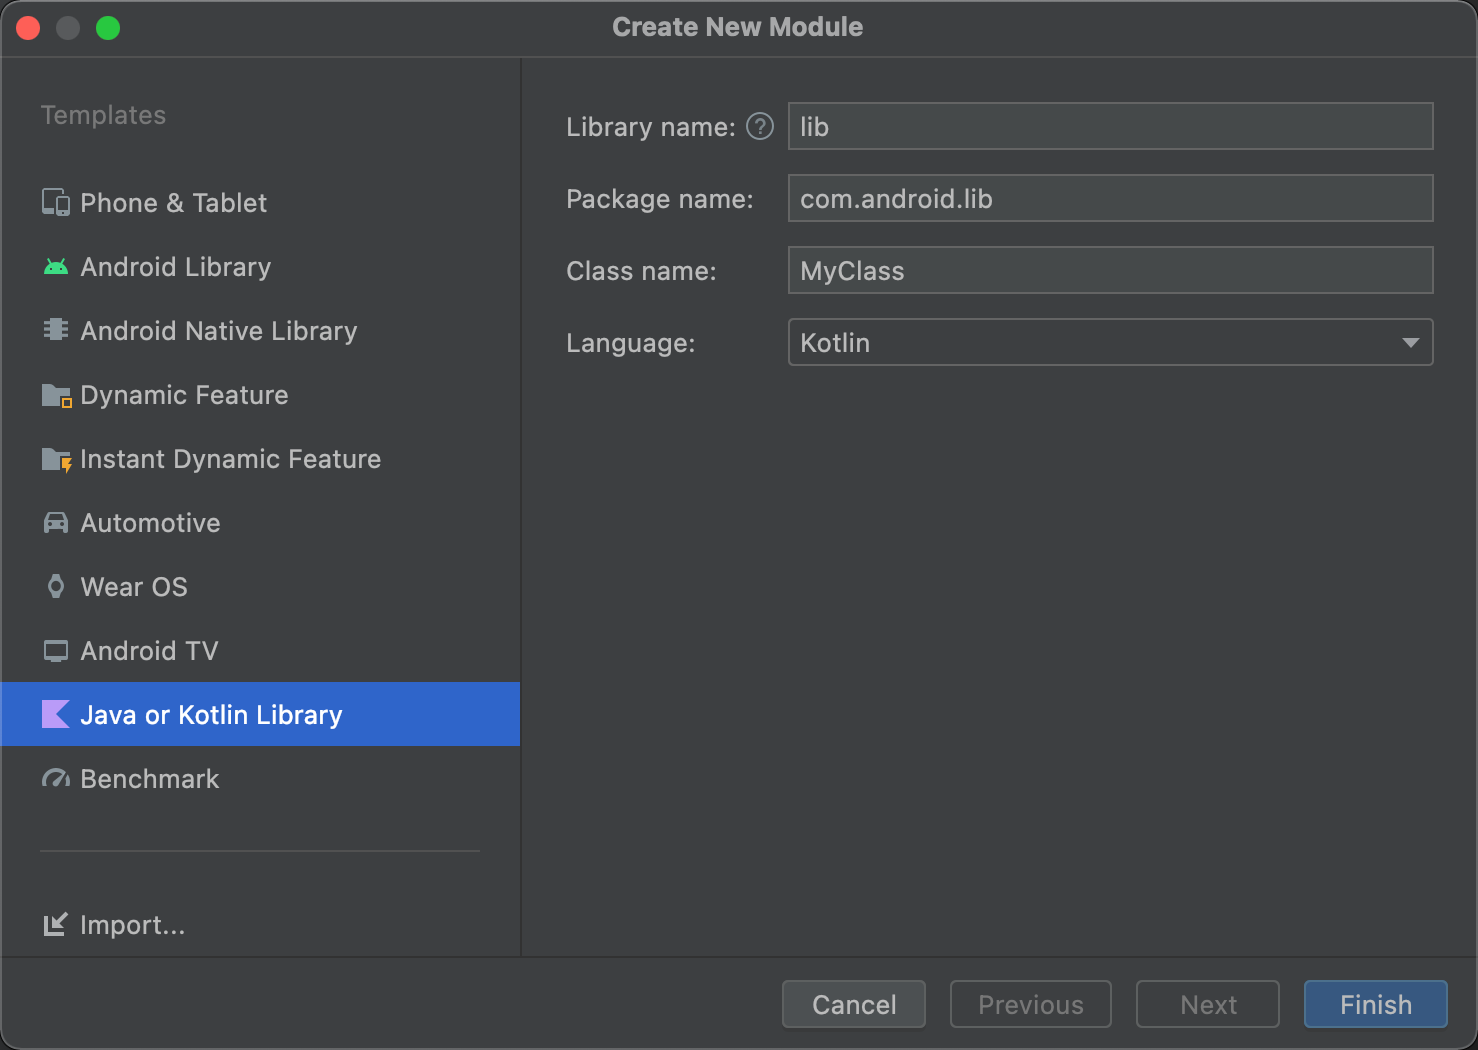 Create New Module
Templates
Phone & Tablet
Android Library
Android Native Library
Dynamic Feature
Instant Dynamic Feature
Automotive
Wear OS
Android TV
Java or Kotlin Library
Benchmark
Import...
Library name: ? lib
Package name: com.android.lib
Class name: MyClass
Language: Kotlin
Cancel Previous Next Finish